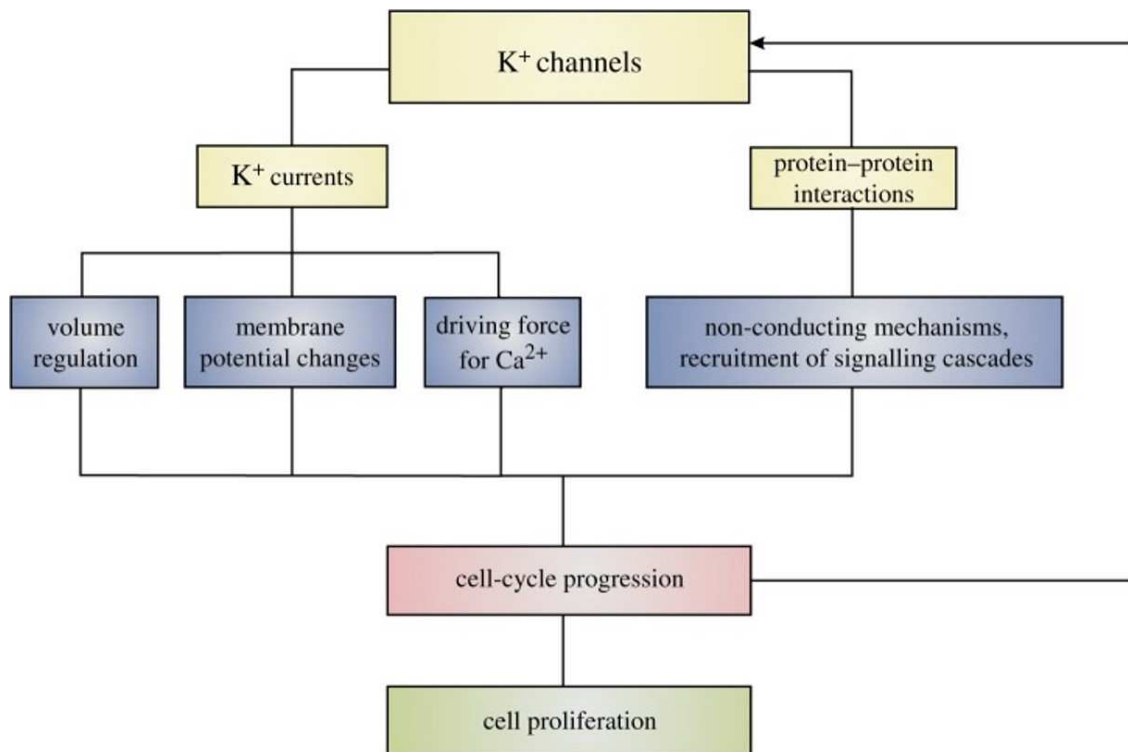 K⁺ channels
K⁺ currents
protein–protein
interactions
volume
regulation
membrane
potential changes
driving force
for Ca²⁺
non-conducting mechanisms,
recruitment of signalling cascades
cell-cycle progression
cell proliferation